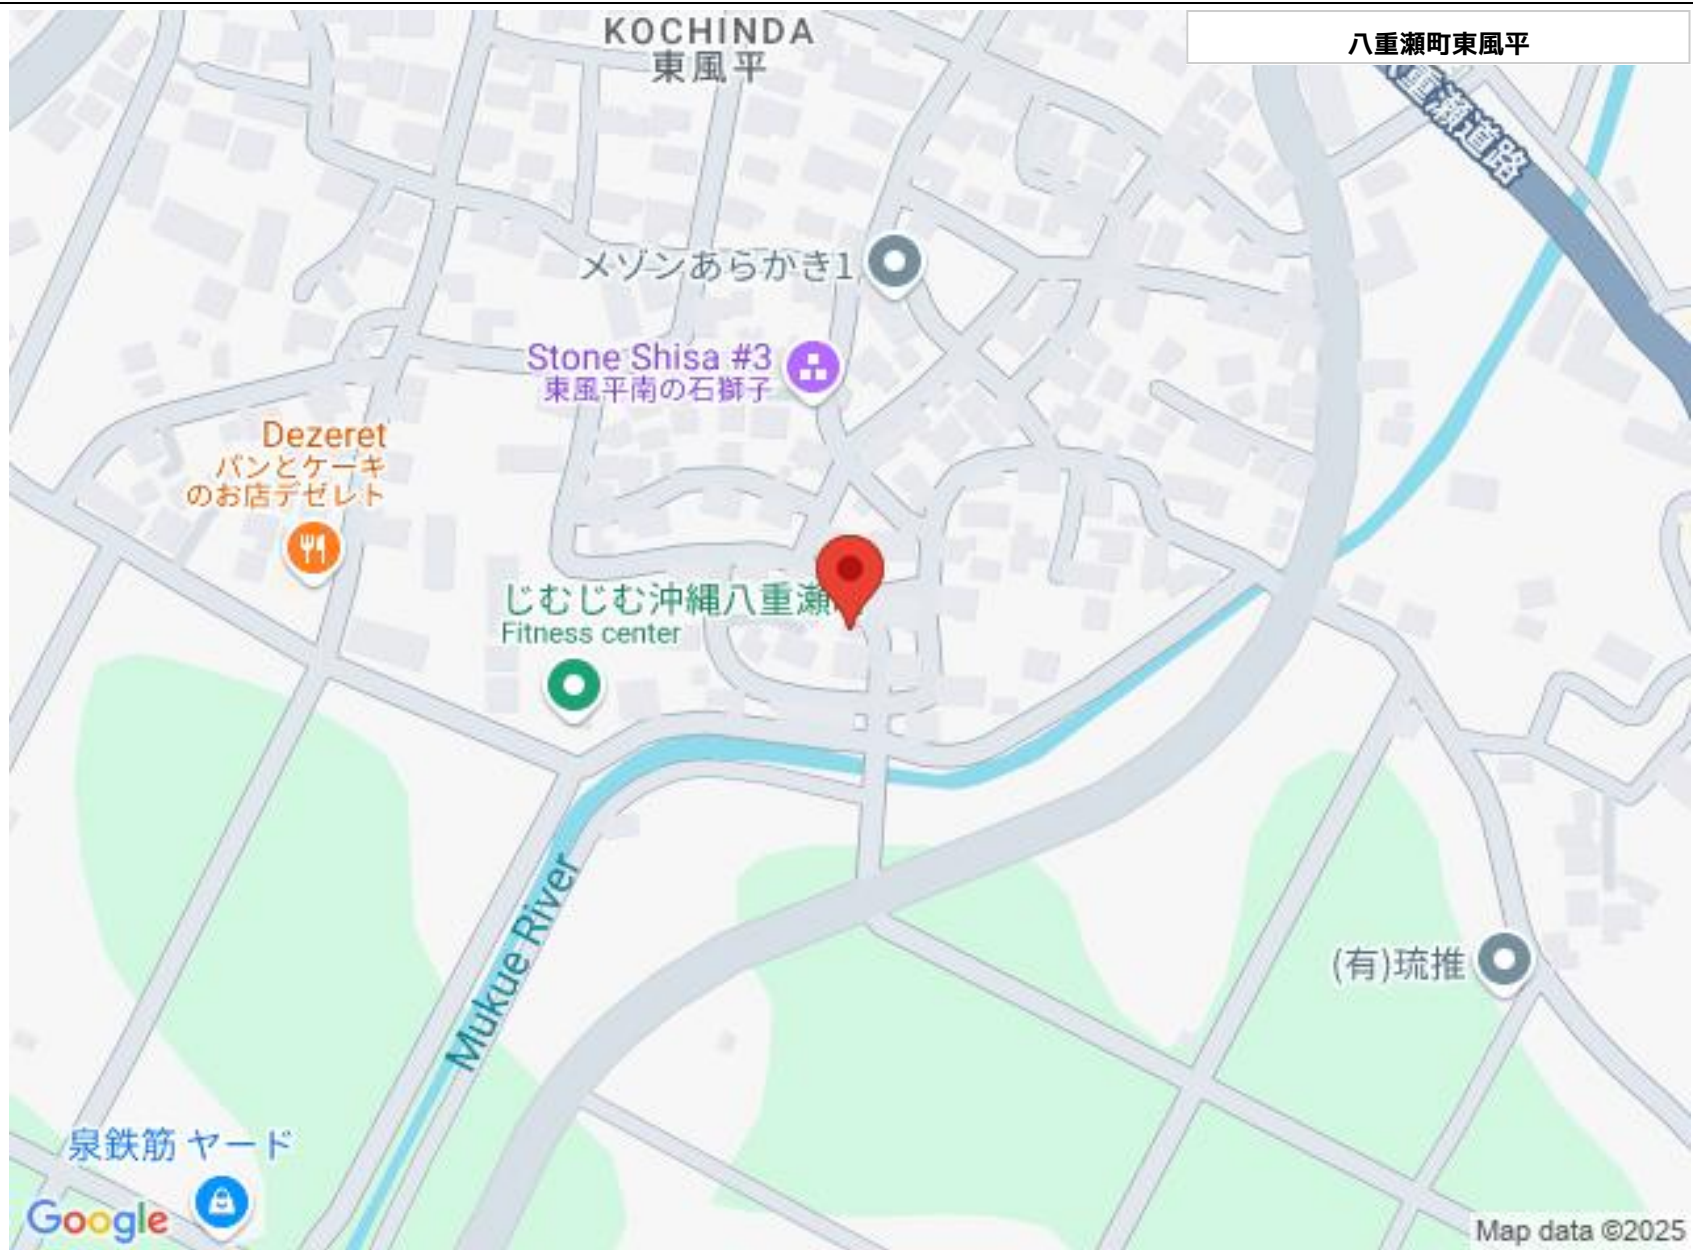 KOCHINDA
東風平
八重瀬町東風平
重瀬道路
メゾンあらかき1
Stone Shisa #3
東風平南の石獅子
Dezeret
パンとケーキ
のお店デゼレト
じむじむ沖縄八重瀬
Fitness center
Mukue River
(有)琉推
泉鉄筋 ヤード
Google
Map data ©2025